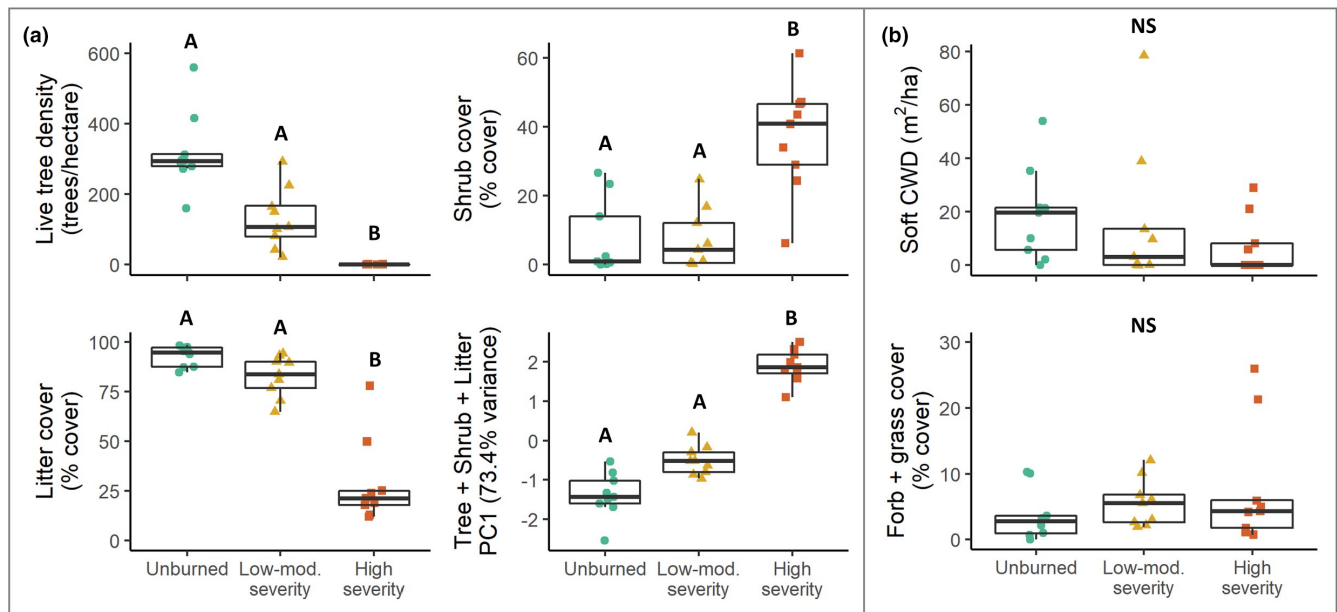 (a)
Live tree density
(trees/hectare)
600
400
200
0
A
A
B
Shrub cover
(% cover)
60
40
20
0
A
A
B
Litter cover
(% cover)
100
75
50
25
0
A
A
B
Unburned
Low-mod.
severity
High
severity
Tree + Shrub + Litter
PC1 (73.4% variance)
2
1
0
-1
-2
A
A
B
Unburned
Low-mod.
severity
High
severity
(b)
Soft CWD (m²/ha)
80
60
40
20
0
NS
Forb + grass cover
(% cover)
30
20
10
0
NS
Unburned
Low-mod.
severity
High
severity